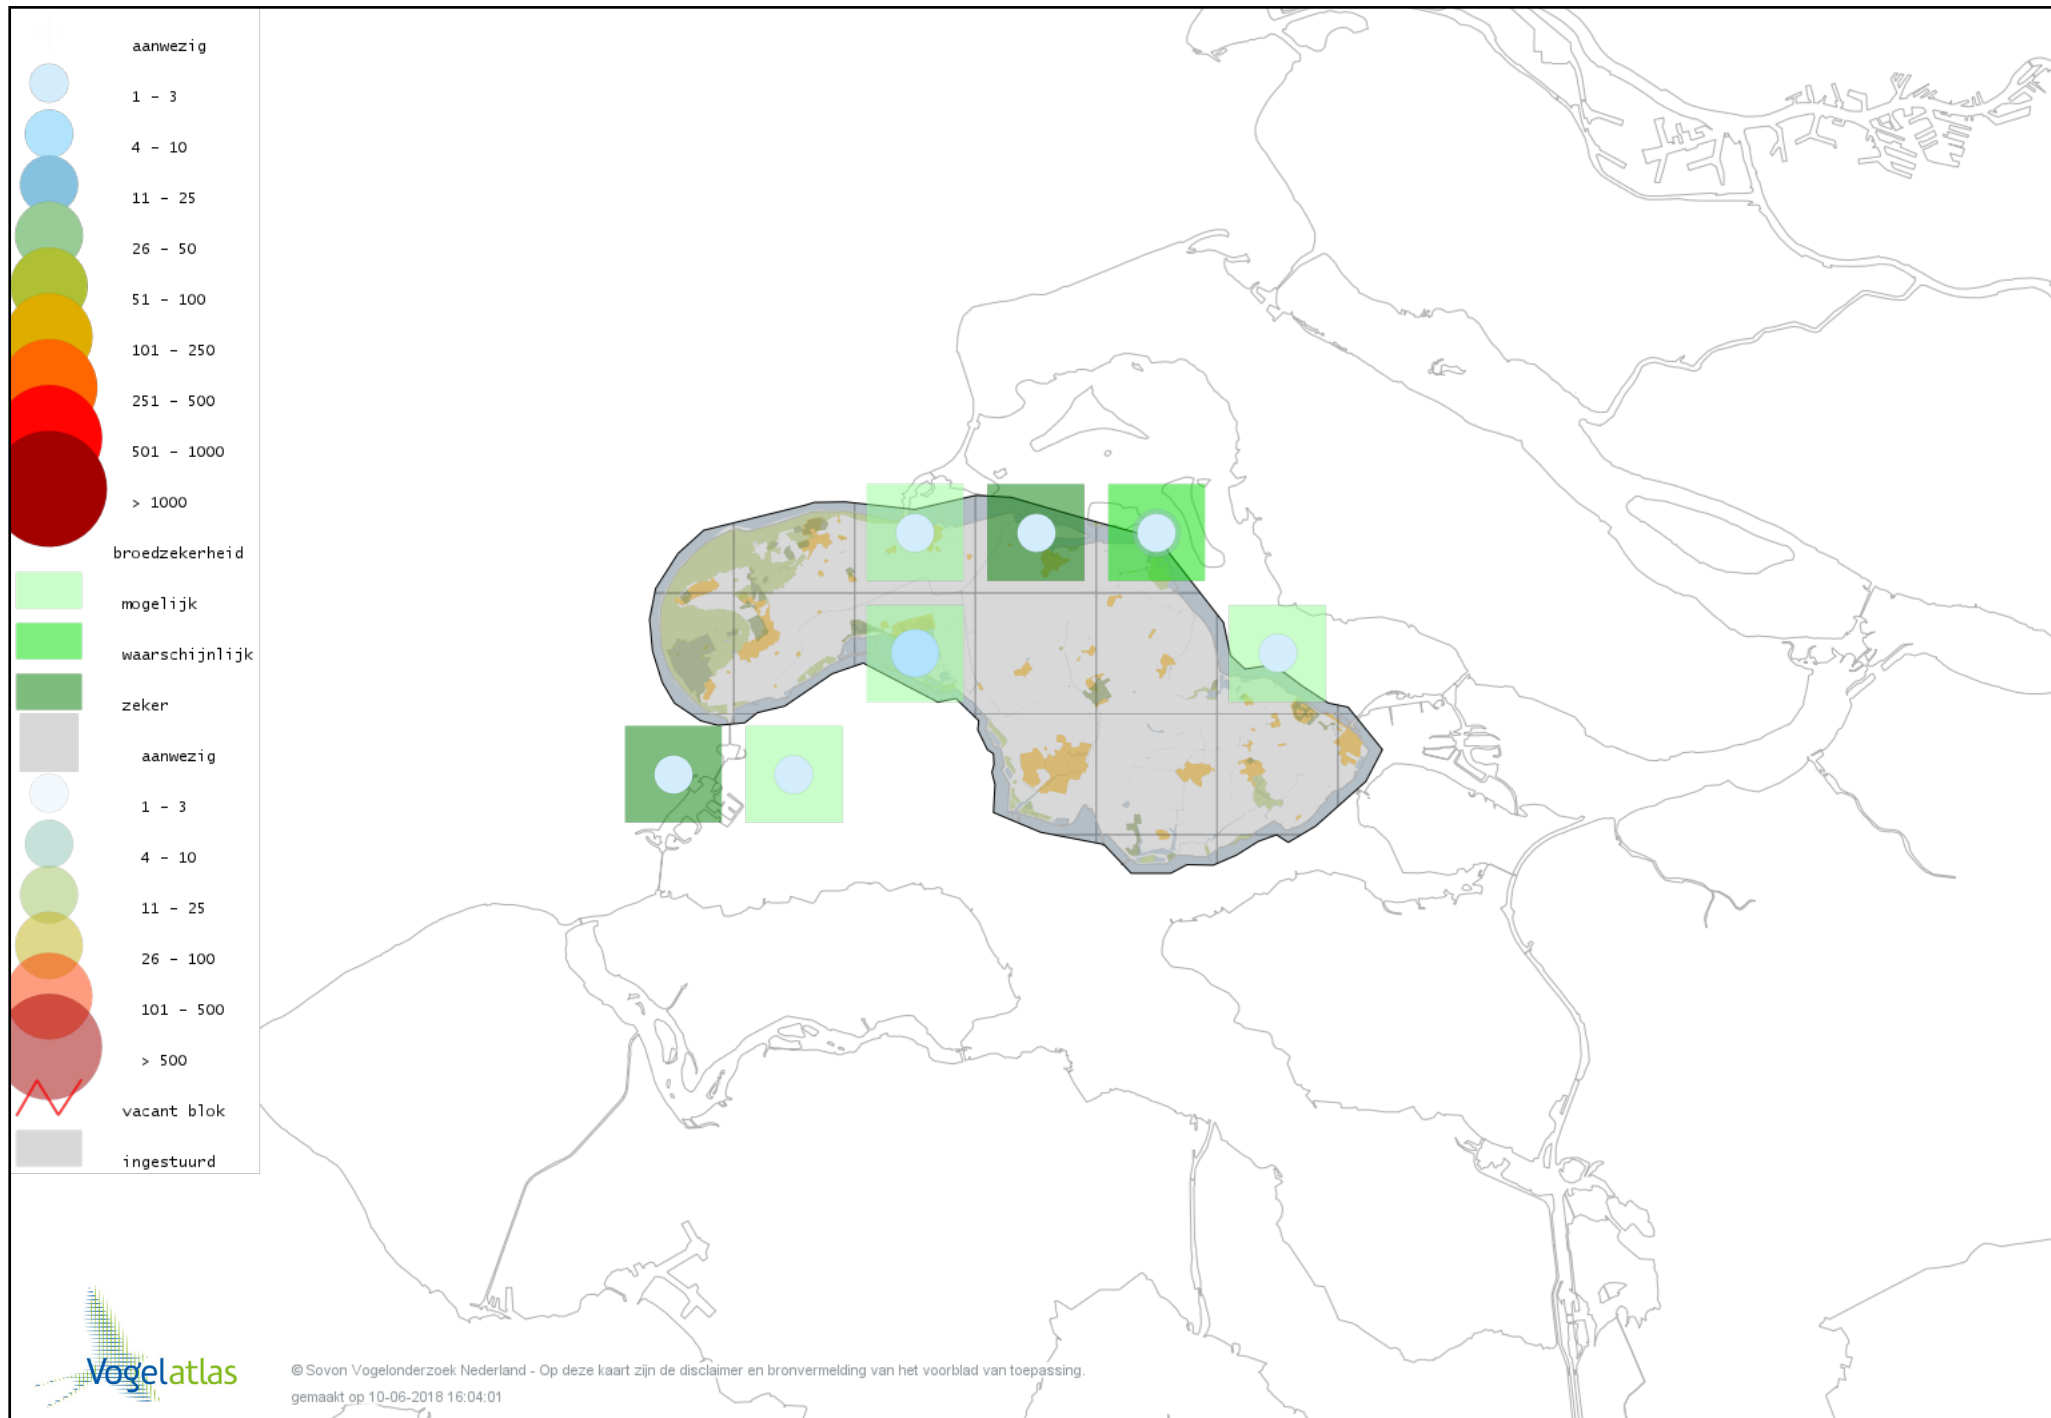 aanwezig
1 - 3
4 - 10
11 - 25
26 - 50
51 - 100
101 - 250
251 - 500
501 - 1000
> 1000
broedzekerheid
mogelijk
waarschijnlijk
zeker
aanwezig
1 - 3
4 - 10
11 - 25
26 - 100
101 - 500
> 500
vacant blok
ingestuurd
Vogelatlas
© Sovon Vogelonderzoek Nederland - Op deze kaart zijn de disclaimer en bronvermelding van het voorblad van toepassing.
gemaakt op 10-06-2018 16:04:01